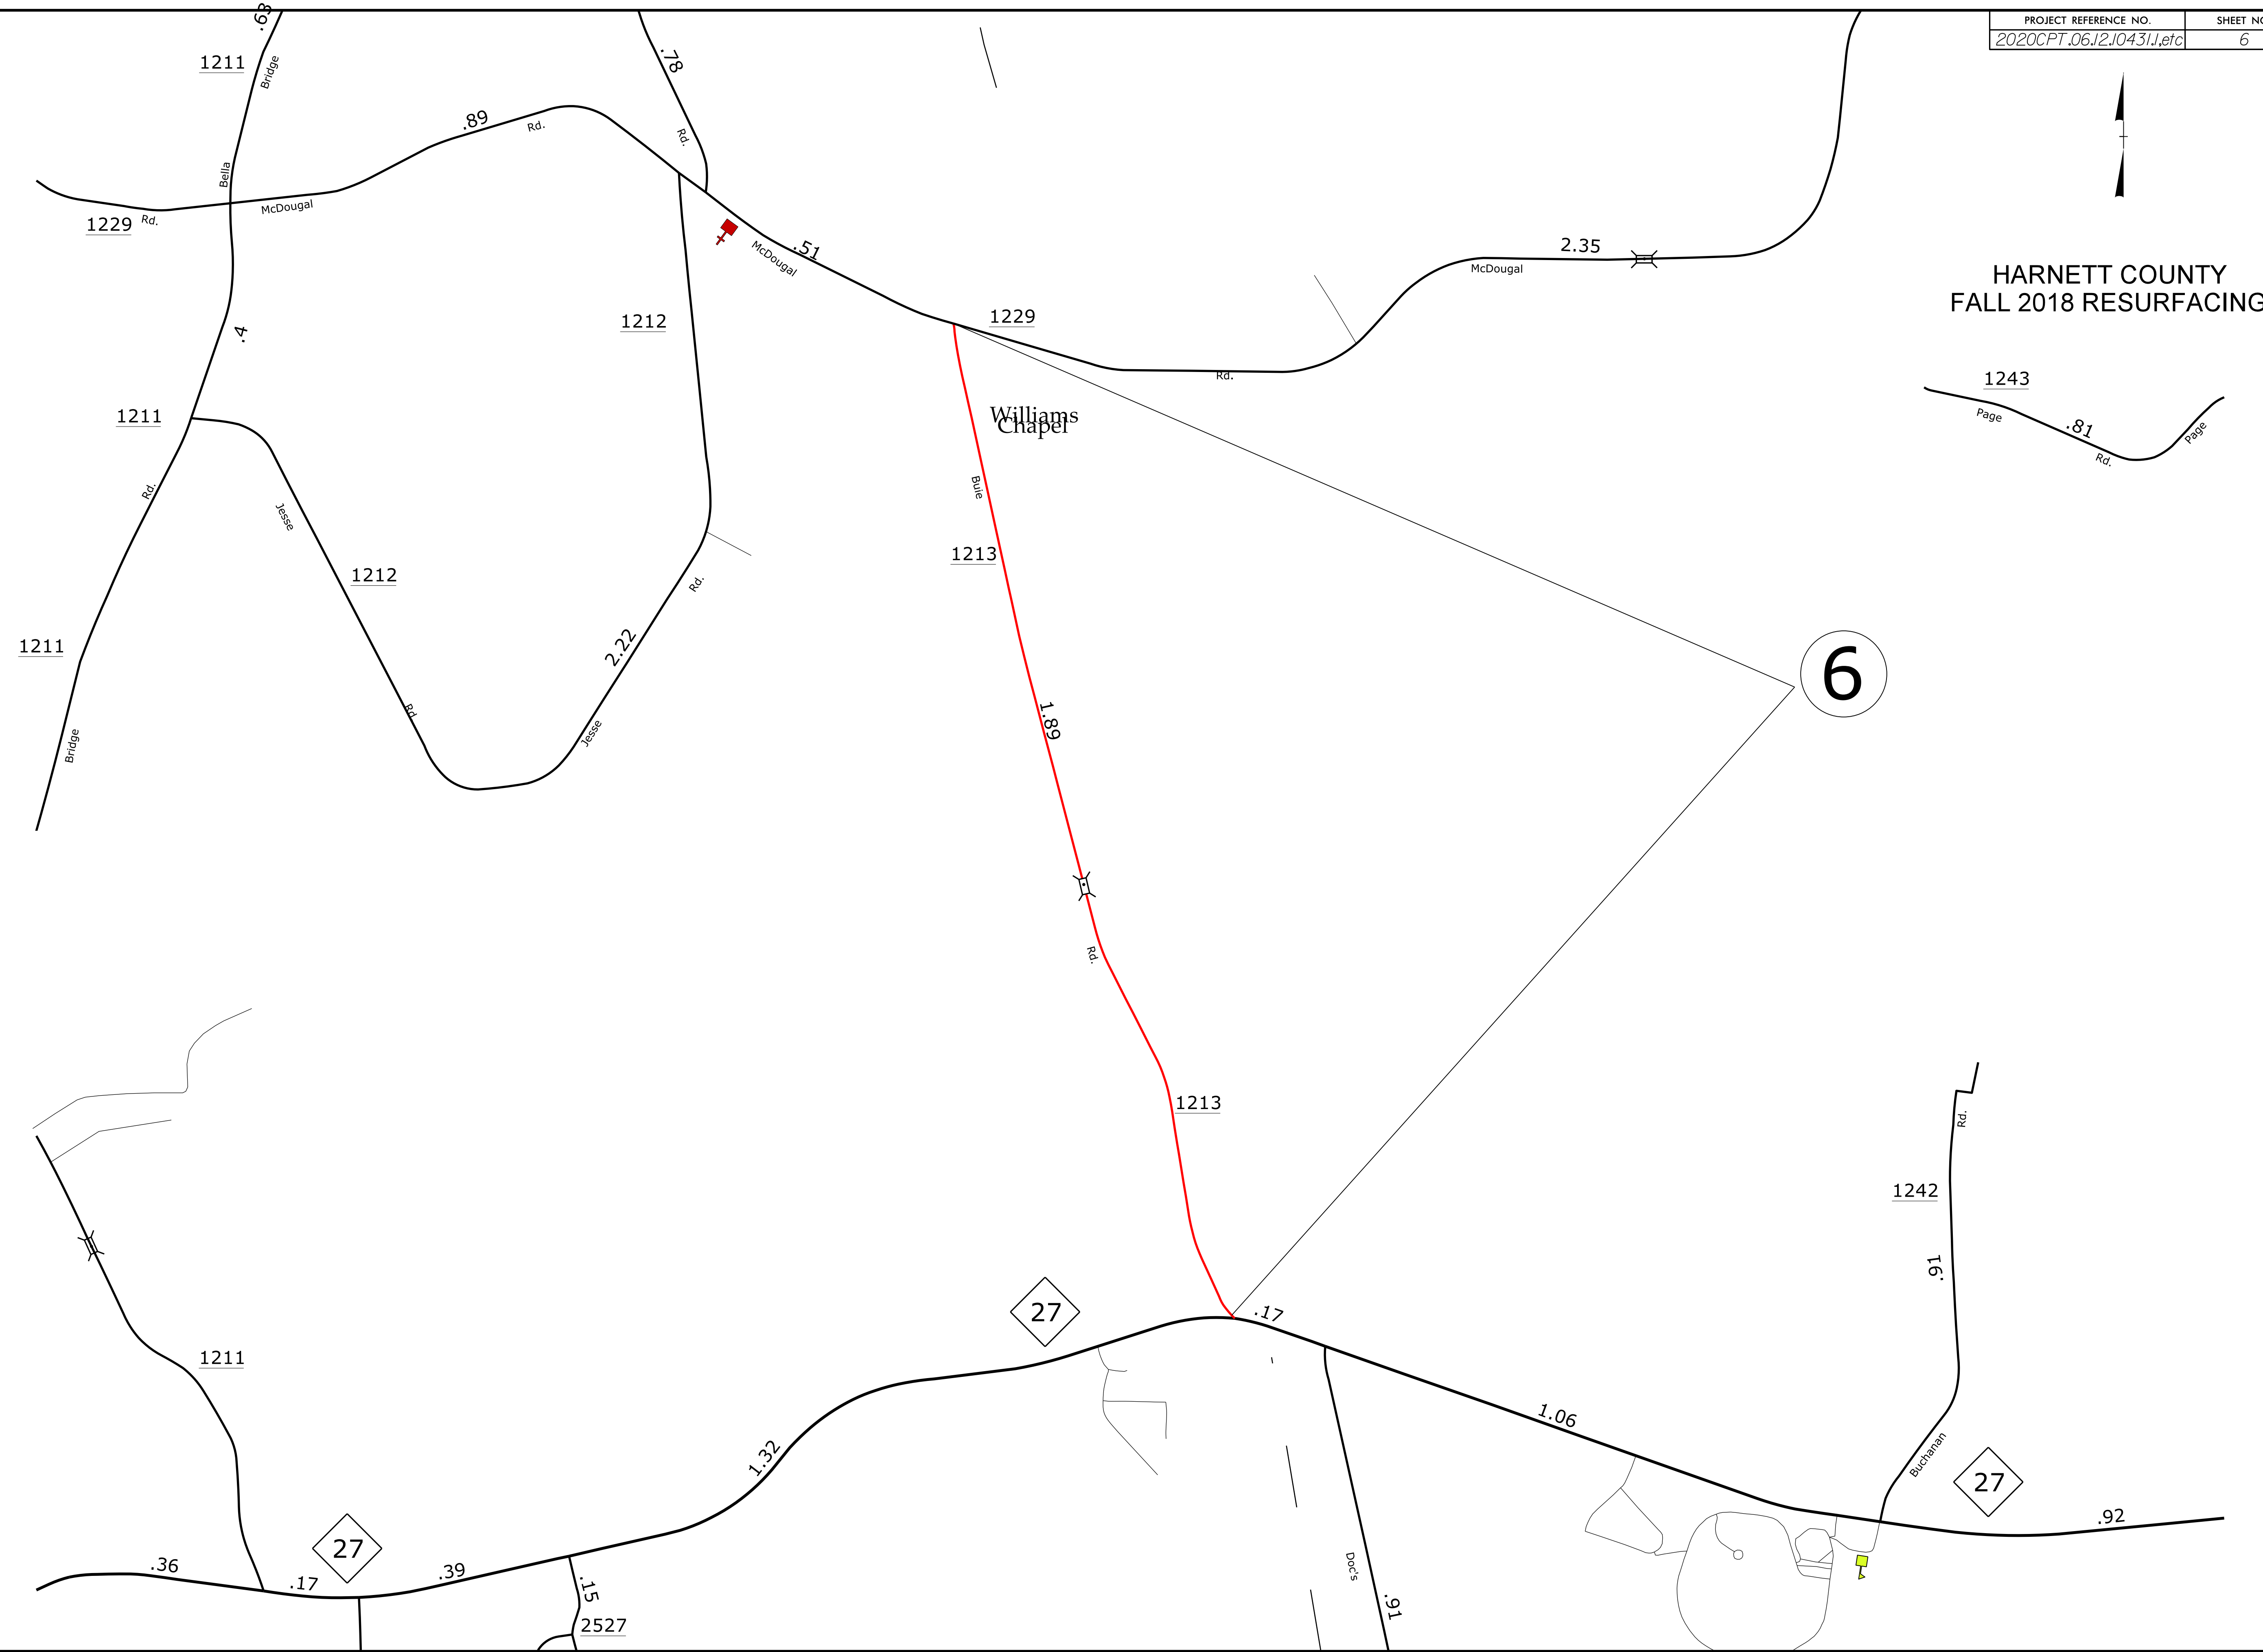 PROJECT REFERENCE NO.
SHEET NO
2020CPT.06.12.10431.1,etc
6
HARNETT COUNTY
FALL 2018 RESURFACING
.63
1211
Bridge
.78
.89
Rd.
Rd.
Bella
McDougal
1229
Rd.
.51
McDougal
2.35
McDougal
1212
1229
.4
Rd.
1243
Page
.81
Rd.
Page
1211
Williams
Chapel
Rd.
Jesse
Buie
1213
1212
Rd.
1211
2.22
Rd.
Jesse
Bridge
1.89
6
Rd.
1213
Rd.
1242
.91
27
.17
1211
1.32
1.06
Buchanan
27
.92
27
.36
.17
.39
.15
2527
Doc's
.91